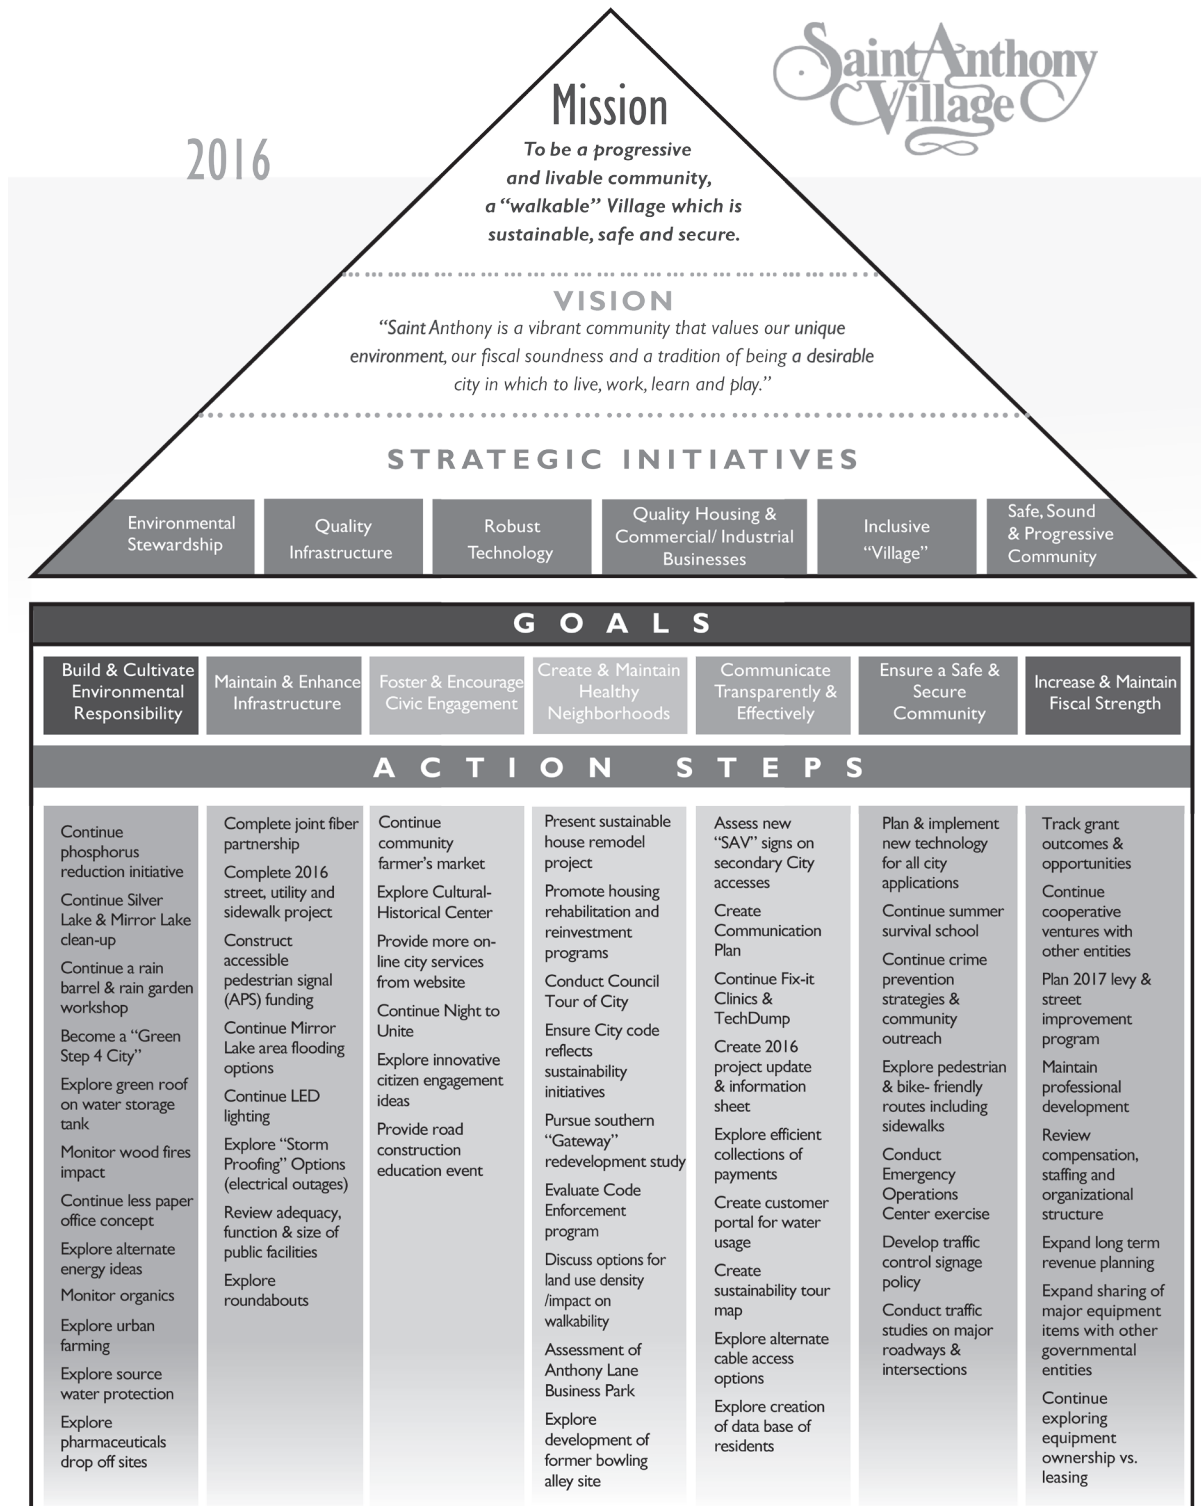 Saint Anthony
Village
2016
Mission
To be a progressive
and livable community,
a “walkable” Village which is
sustainable, safe and secure.
VISION
“Saint Anthony is a vibrant community that values our unique
environment, our fiscal soundness and a tradition of being a desirable
city in which to live, work, learn and play.”
STRATEGIC INITIATIVES
Environmental
Stewardship
Quality
Infrastructure
Robust
Technology
Quality Housing &
Commercial/ Industrial
Businesses
Inclusive
“Village”
Safe, Sound
& Progressive
Community
GOALS
Build & Cultivate
Environmental
Responsibility
Maintain & Enhance
Infrastructure
Foster & Encourage
Civic Engagement
Create & Maintain
Healthy
Neighborhoods
Communicate
Transparently &
Effectively
Ensure a Safe &
Secure
Community
Increase & Maintain
Fiscal Strength
ACTION STEPS
Continue
phosphorus
reduction initiative
Continue Silver
Lake & Mirror Lake
clean-up
Continue a rain
barrel & rain garden
workshop
Become a “Green
Step 4 City”
Explore green roof
on water storage
tank
Monitor wood fires
impact
Continue less paper
office concept
Explore alternate
energy ideas
Monitor organics
Explore urban
farming
Explore source
water protection
Explore
pharmaceuticals
drop off sites
Complete joint fiber
partnership
Complete 2016
street, utility and
sidewalk project
Construct
accessible
pedestrian signal
(APS) funding
Continue Mirror
Lake area flooding
options
Continue LED
lighting
Explore “Storm
Proofing” Options
(electrical outages)
Review adequacy,
function & size of
public facilities
Explore
roundabouts
Continue
community
farmer’s market
Explore Cultural-
Historical Center
Provide more on-
line city services
from website
Continue Night to
Unite
Explore innovative
citizen engagement
ideas
Provide road
construction
education event
Present sustainable
house remodel
project
Promote housing
rehabilitation and
reinvestment
programs
Conduct Council
Tour of City
Ensure City code
reflects
sustainability
initiatives
Pursue southern
“Gateway”
redevelopment study
Evaluate Code
Enforcement
program
Discuss options for
land use density
/impact on
walkability
Assessment of
Anthony Lane
Business Park
Explore
development of
former bowling
alley site
Assess new
“SAV” signs on
secondary City
accesses
Create
Communication
Plan
Continue Fix-it
Clinics &
TechDump
Create 2016
project update
& information
sheet
Explore efficient
collections of
payments
Create customer
portal for water
usage
Create
sustainability tour
map
Explore alternate
cable access
options
Explore creation
of data base of
residents
Plan & implement
new technology
for all city
applications
Continue summer
survival school
Continue crime
prevention
strategies &
community
outreach
Explore pedestrian
& bike- friendly
routes including
sidewalks
Conduct
Emergency
Operations
Center exercise
Develop traffic
control signage
policy
Conduct traffic
studies on major
roadways &
intersections
Track grant
outcomes &
opportunities
Continue
cooperative
ventures with
other entities
Plan 2017 levy &
street
improvement
program
Maintain
professional
development
Review
compensation,
staffing and
organizational
structure
Expand long term
revenue planning
Expand sharing of
major equipment
items with other
governmental
entities
Continue
exploring
equipment
ownership vs.
leasing